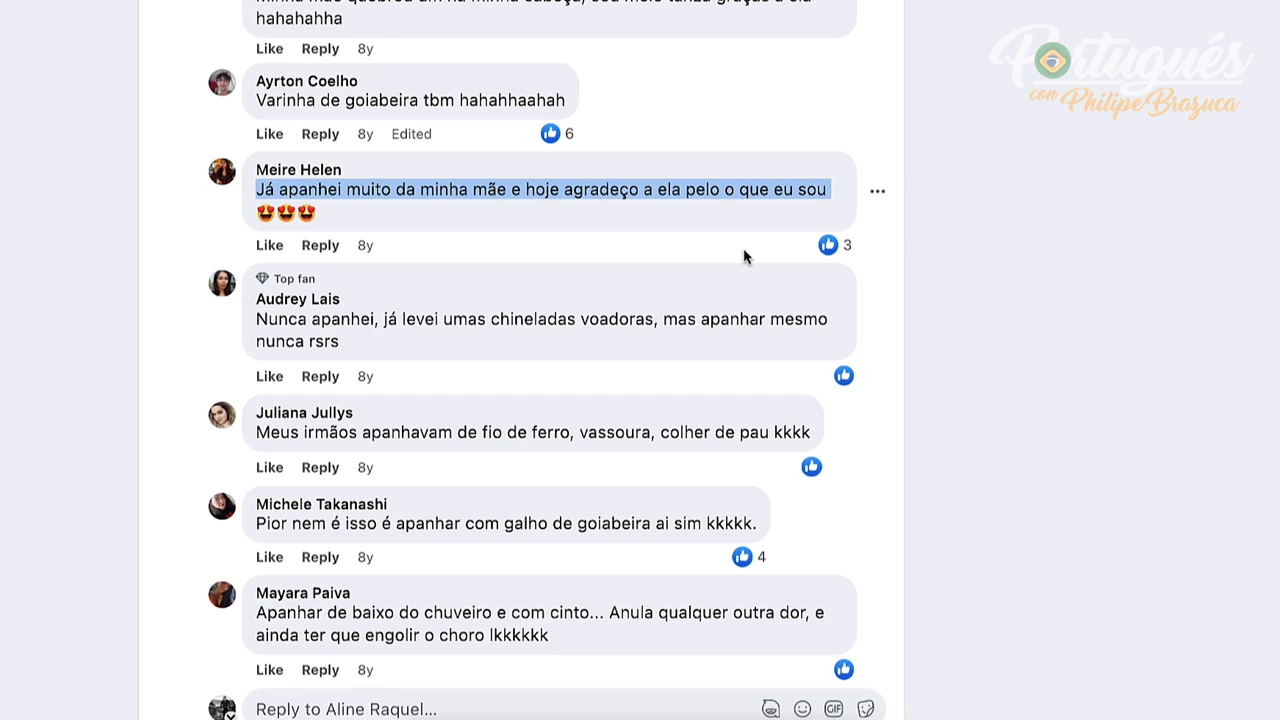 hahahahha
Like Reply 8y
Ayrton Coelho
Varinha de goiabeira tbm hahahhaahah
Like Reply 8y Edited 6
Meire Helen
Já apanhei muito da minha mãe e hoje agradeço a ela pelo o que eu sou
😍😍😍
Like Reply 8y 3
Top fan
Audrey Lais
Nunca apanhei, já levei umas chineladas voadoras, mas apanhar mesmo
nunca rsrs
Like Reply 8y
Juliana Jullys
Meus irmãos apanhavam de fio de ferro, vassoura, colher de pau kkkk
Like Reply 8y
Michele Takanashi
Pior nem é isso é apanhar com galho de goiabeira ai sim kkkkk.
Like Reply 8y 4
Mayara Paiva
Apanhar de baixo do chuveiro e com cinto... Anula qualquer outra dor, e
ainda ter que engolir o choro lkkkkkk
Like Reply 8y
Reply to Aline Raquel...
GIF
Portugués
con Philipe Brazuca